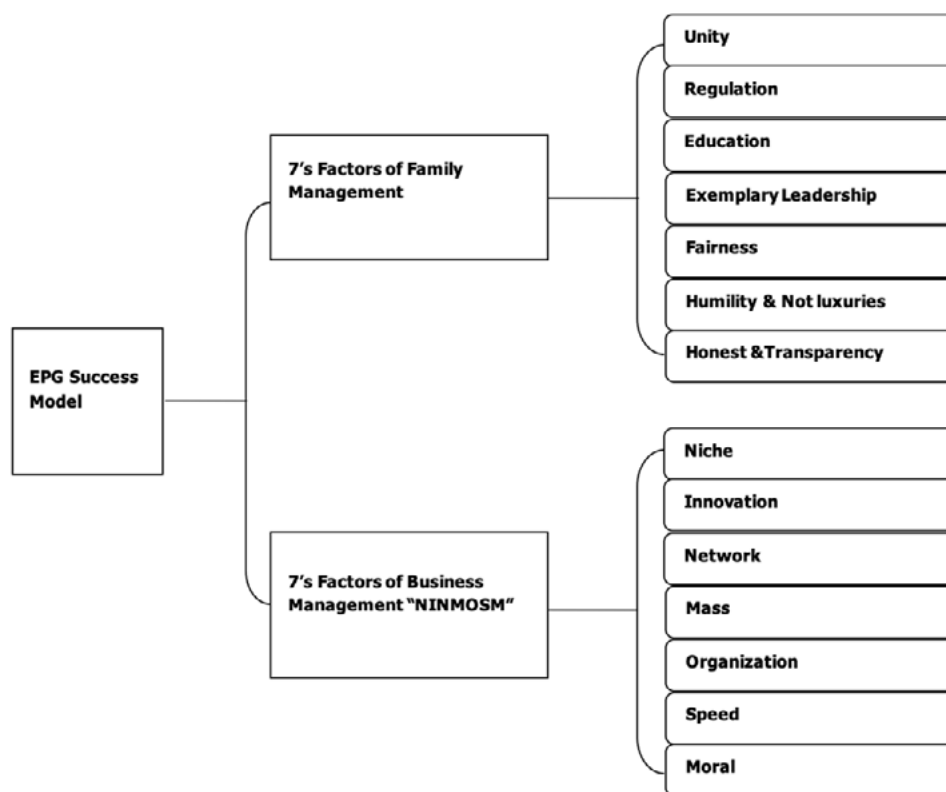 EPG Success
Model
7's Factors of Family
Management
Unity
Regulation
Education
Exemplary Leadership
Fairness
Humility & Not luxuries
Honest &Transparency
7's Factors of Business
Management “NINMOSM”
Niche
Innovation
Network
Mass
Organization
Speed
Moral